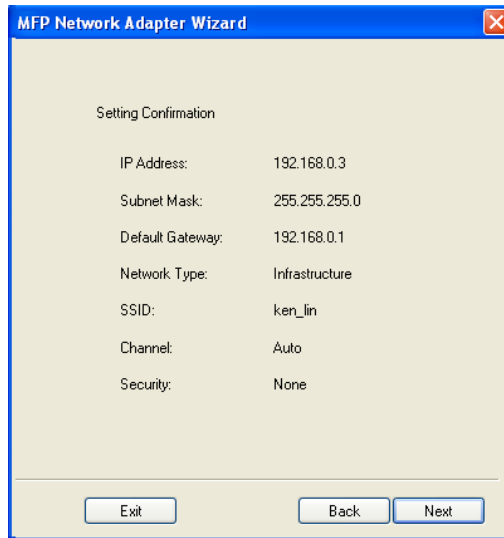 MFP Network Adapter Wizard
Setting Confirmation
IP Address: 192.168.0.3
Subnet Mask: 255.255.255.0
Default Gateway: 192.168.0.1
Network Type: Infrastructure
SSID: ken_lin
Channel: Auto
Security: None
Exit Back Next